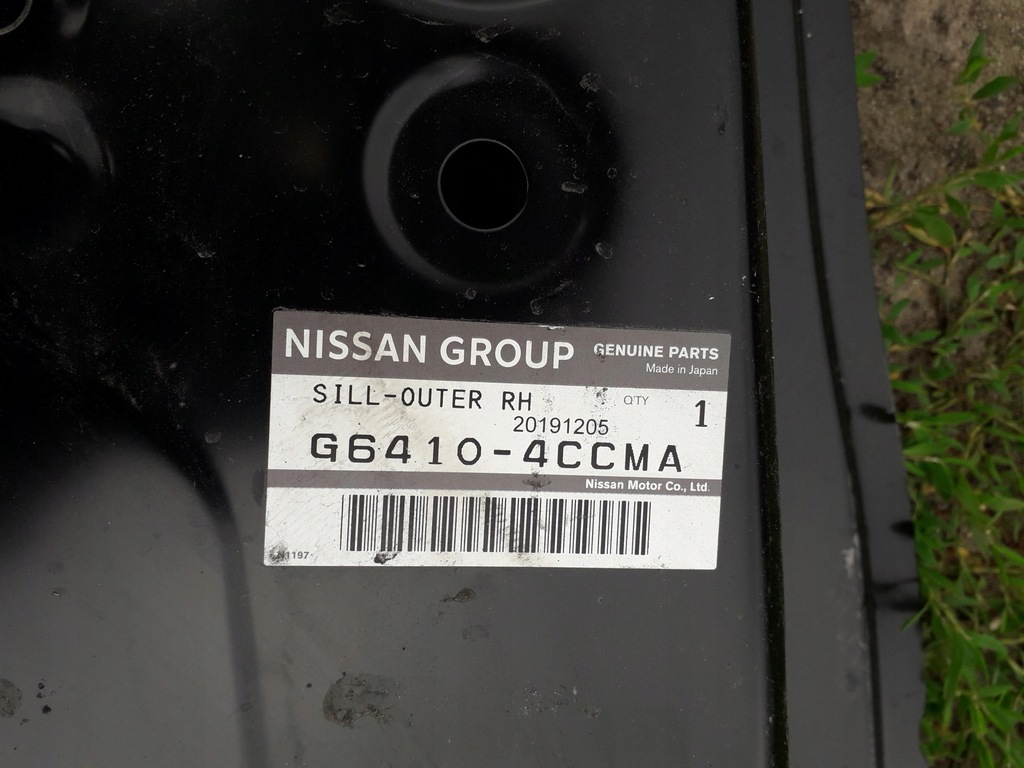 NISSAN GROUP GENUINE PARTS
Made in Japan
SILL-OUTER RH QTY 1
20191205
G6410-4CCMA
Nissan Motor Co., Ltd.
N1197